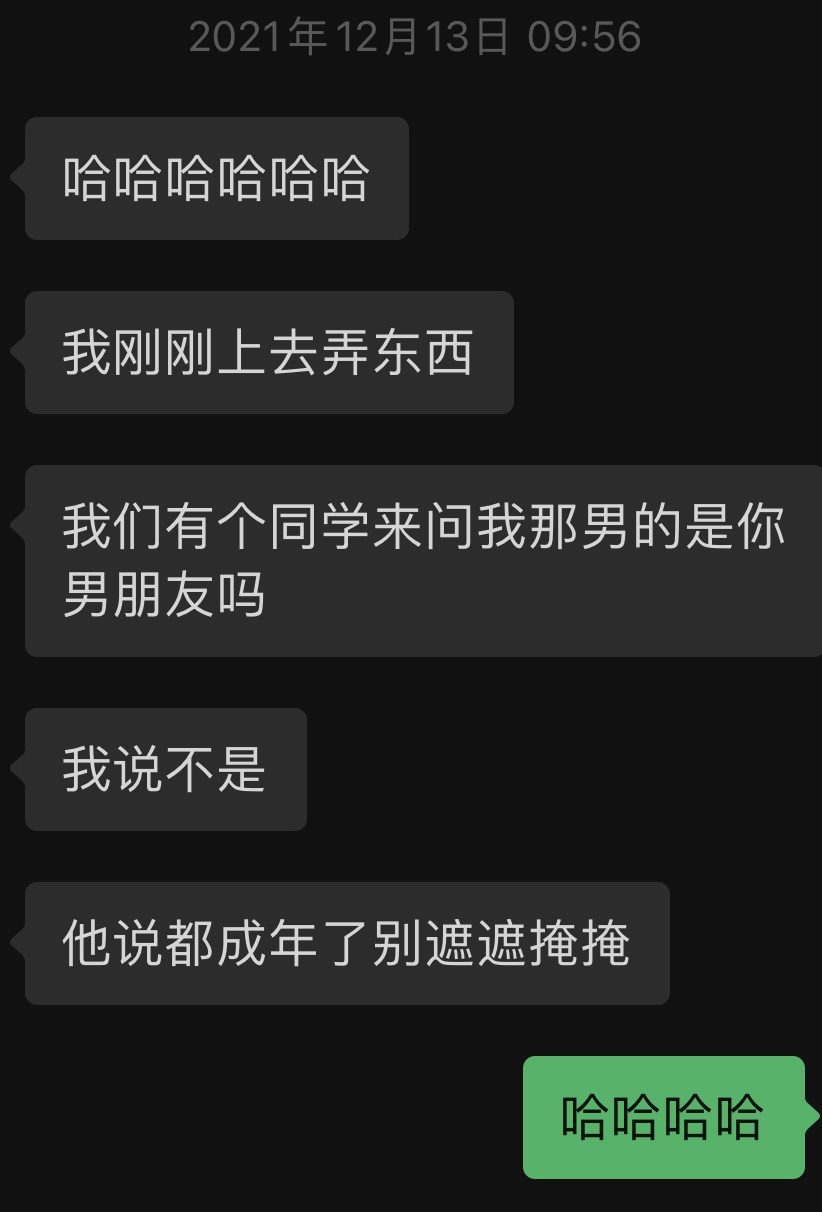 2021年12月13日 09:56
哈哈哈哈哈哈
我刚刚上去弄东西
我们有个同学来问我那男的是你
男朋友吗
我说不是
他说都成年了别遮遮掩掩
哈哈哈哈